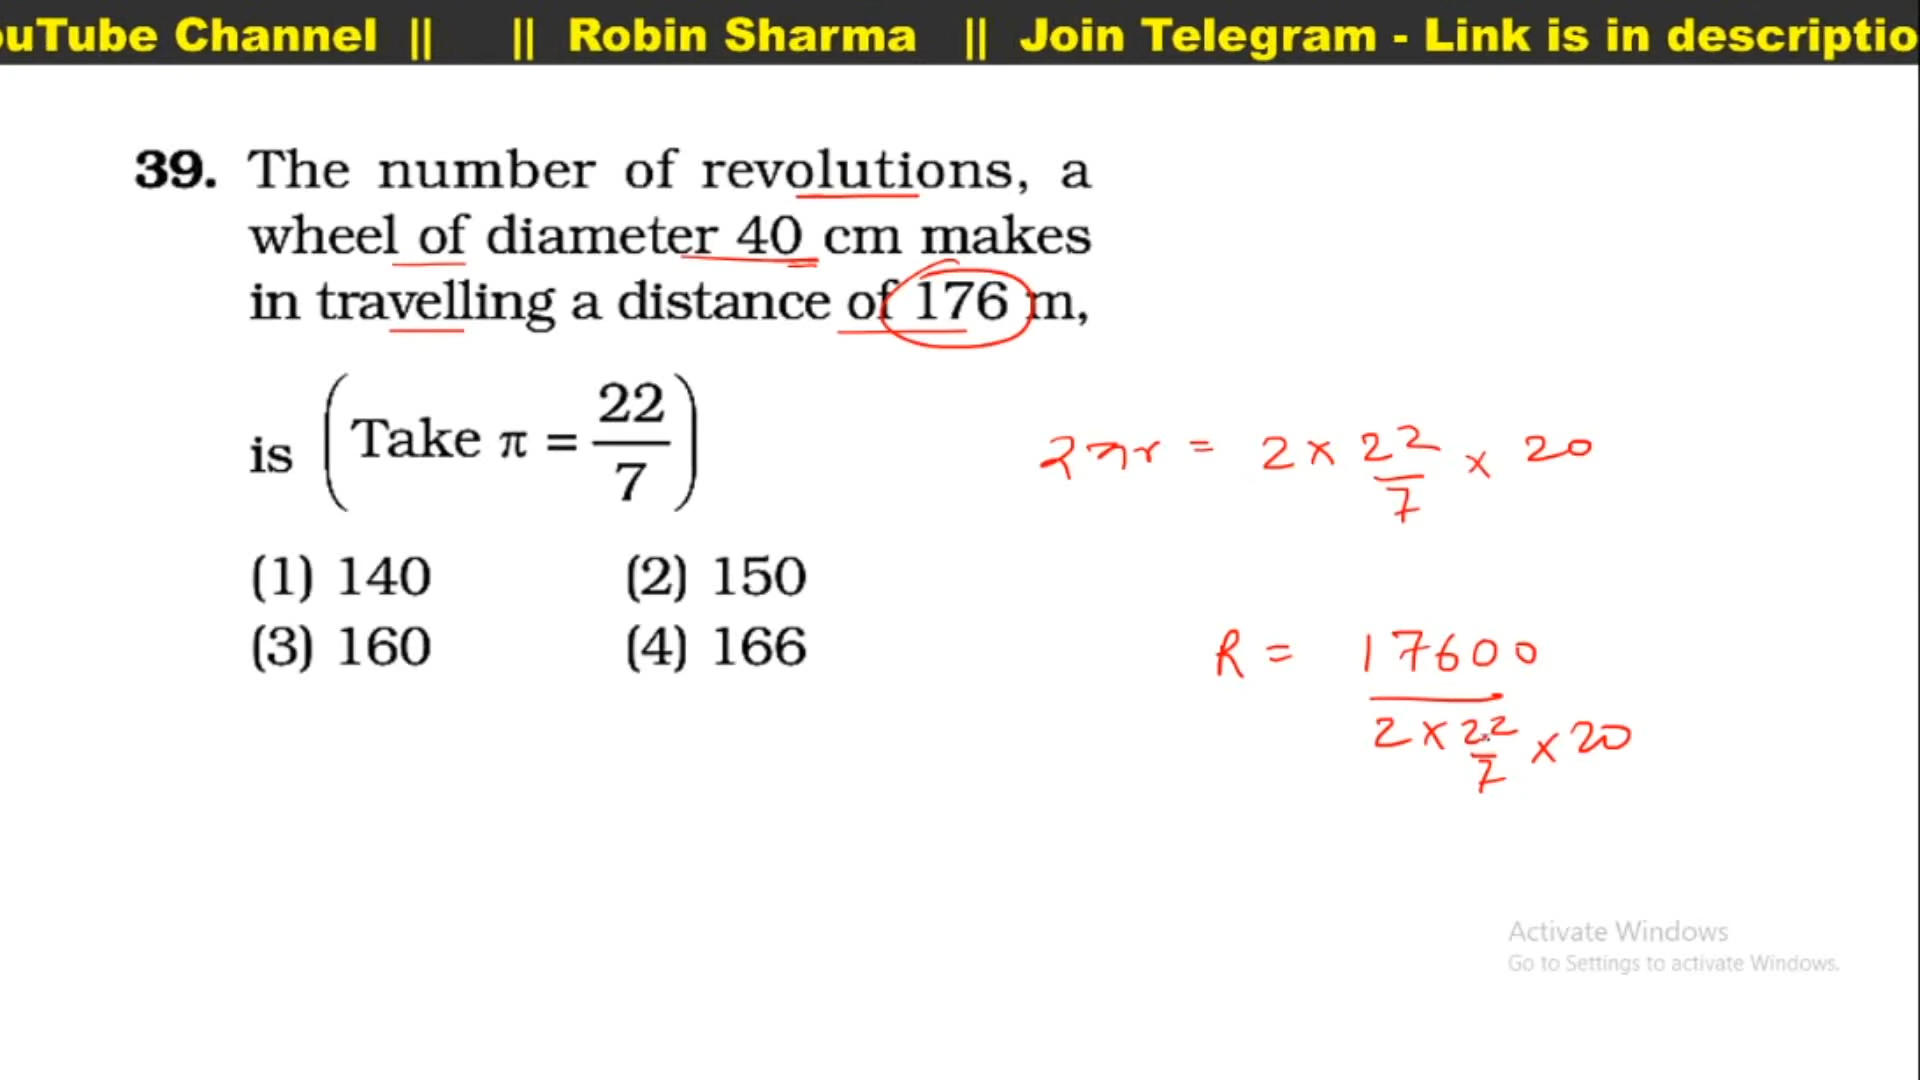 ouTube Channel || || Robin Sharma || Join Telegram - Link is in descriptio
39. The number of revolutions, a
wheel of diameter 40 cm makes
in travelling a distance of 176 m,
is (Take π = 22/7)
(1) 140 (2) 150
(3) 160 (4) 166
2πr = 2 × 22/7 × 20
R = 17600
2 × 22/7 × 20
Activate Windows
Go to Settings to activate Windows.